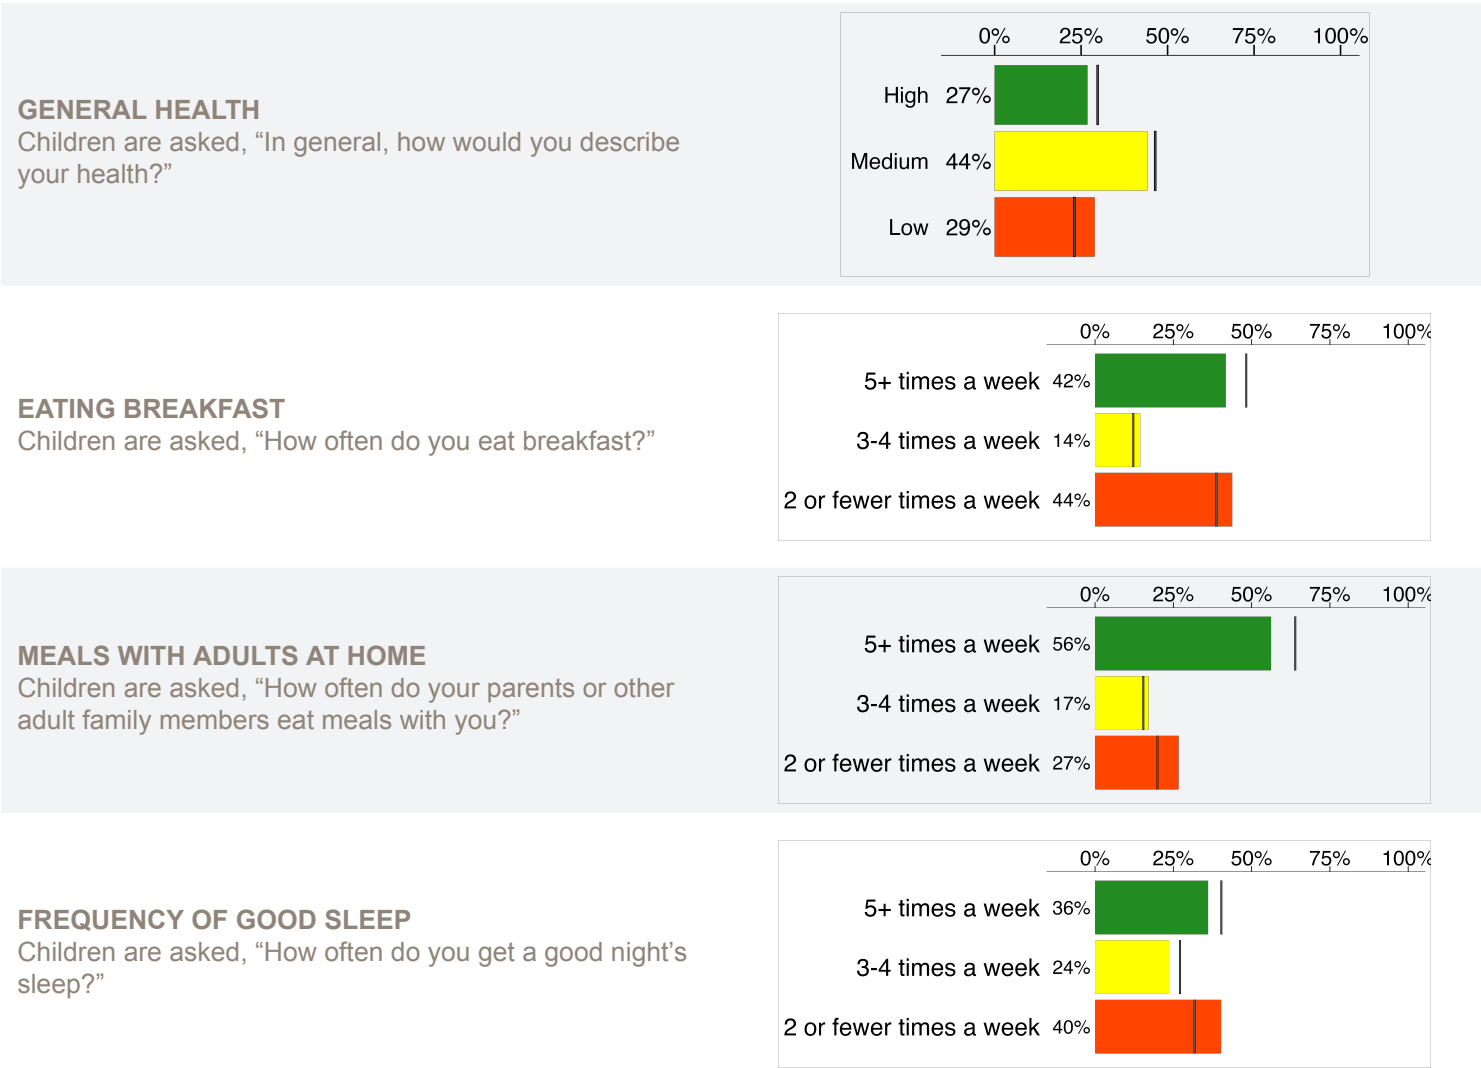 GENERAL HEALTH
Children are asked, “In general, how would you describe
your health?”
0% 25% 50% 75% 100%
High 27%
Medium 44%
Low 29%
EATING BREAKFAST
Children are asked, “How often do you eat breakfast?”
0% 25% 50% 75% 100%
5+ times a week 42%
3-4 times a week 14%
2 or fewer times a week 44%
MEALS WITH ADULTS AT HOME
Children are asked, “How often do your parents or other
adult family members eat meals with you?”
0% 25% 50% 75% 100%
5+ times a week 56%
3-4 times a week 17%
2 or fewer times a week 27%
FREQUENCY OF GOOD SLEEP
Children are asked, “How often do you get a good night’s
sleep?”
0% 25% 50% 75% 100%
5+ times a week 36%
3-4 times a week 24%
2 or fewer times a week 40%